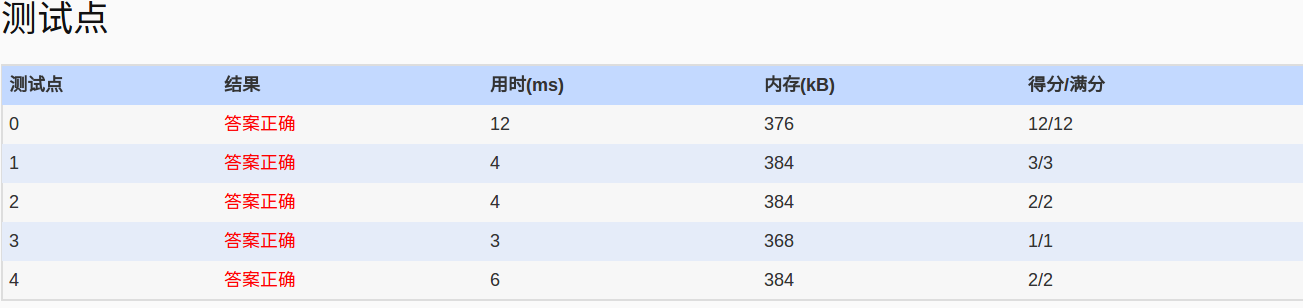 测试点
测试点 结果 用时(ms) 内存(kB) 得分/满分
0 答案正确 12 376 12/12
1 答案正确 4 384 3/3
2 答案正确 4 384 2/2
3 答案正确 3 368 1/1
4 答案正确 6 384 2/2